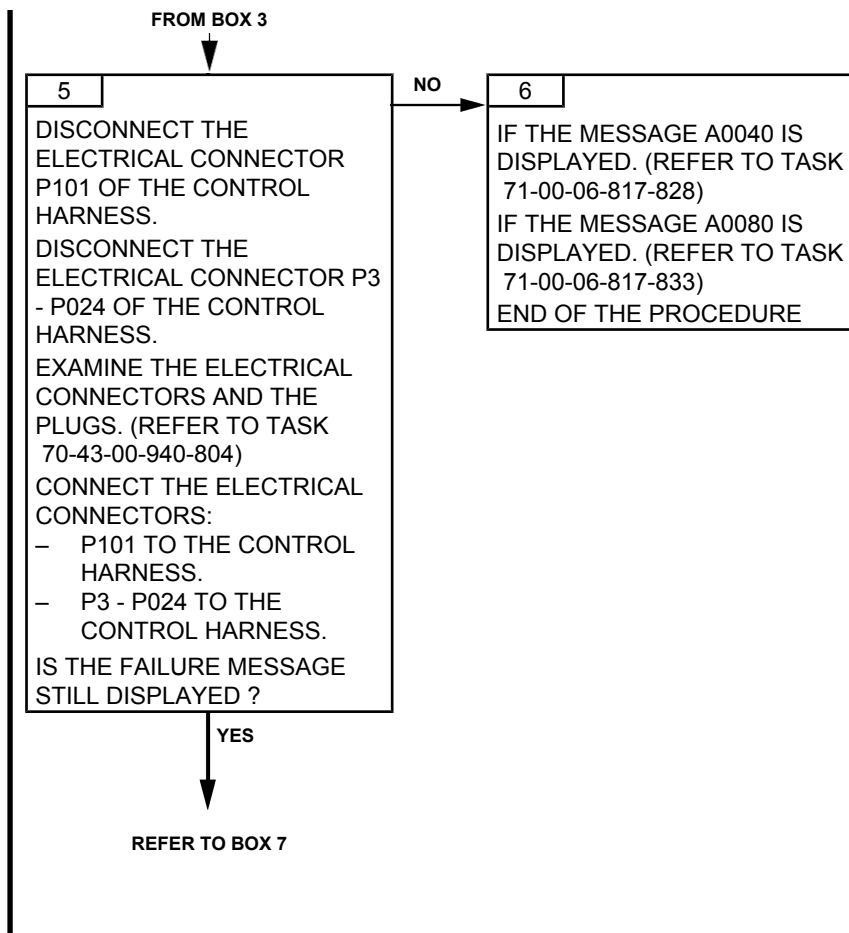 FROM BOX 3
5
DISCONNECT THE
ELECTRICAL CONNECTOR
P101 OF THE CONTROL
HARNESS.
DISCONNECT THE
ELECTRICAL CONNECTOR P3
- P024 OF THE CONTROL
HARNESS.
EXAMINE THE ELECTRICAL
CONNECTORS AND THE
PLUGS. (REFER TO TASK
70-43-00-940-804)
CONNECT THE ELECTRICAL
CONNECTORS:
– P101 TO THE CONTROL
HARNESS.
– P3 - P024 TO THE
CONTROL HARNESS.
IS THE FAILURE MESSAGE
STILL DISPLAYED ?
NO
6
IF THE MESSAGE A0040 IS
DISPLAYED. (REFER TO TASK
71-00-06-817-828)
IF THE MESSAGE A0080 IS
DISPLAYED. (REFER TO TASK
71-00-06-817-833)
END OF THE PROCEDURE
YES
REFER TO BOX 7